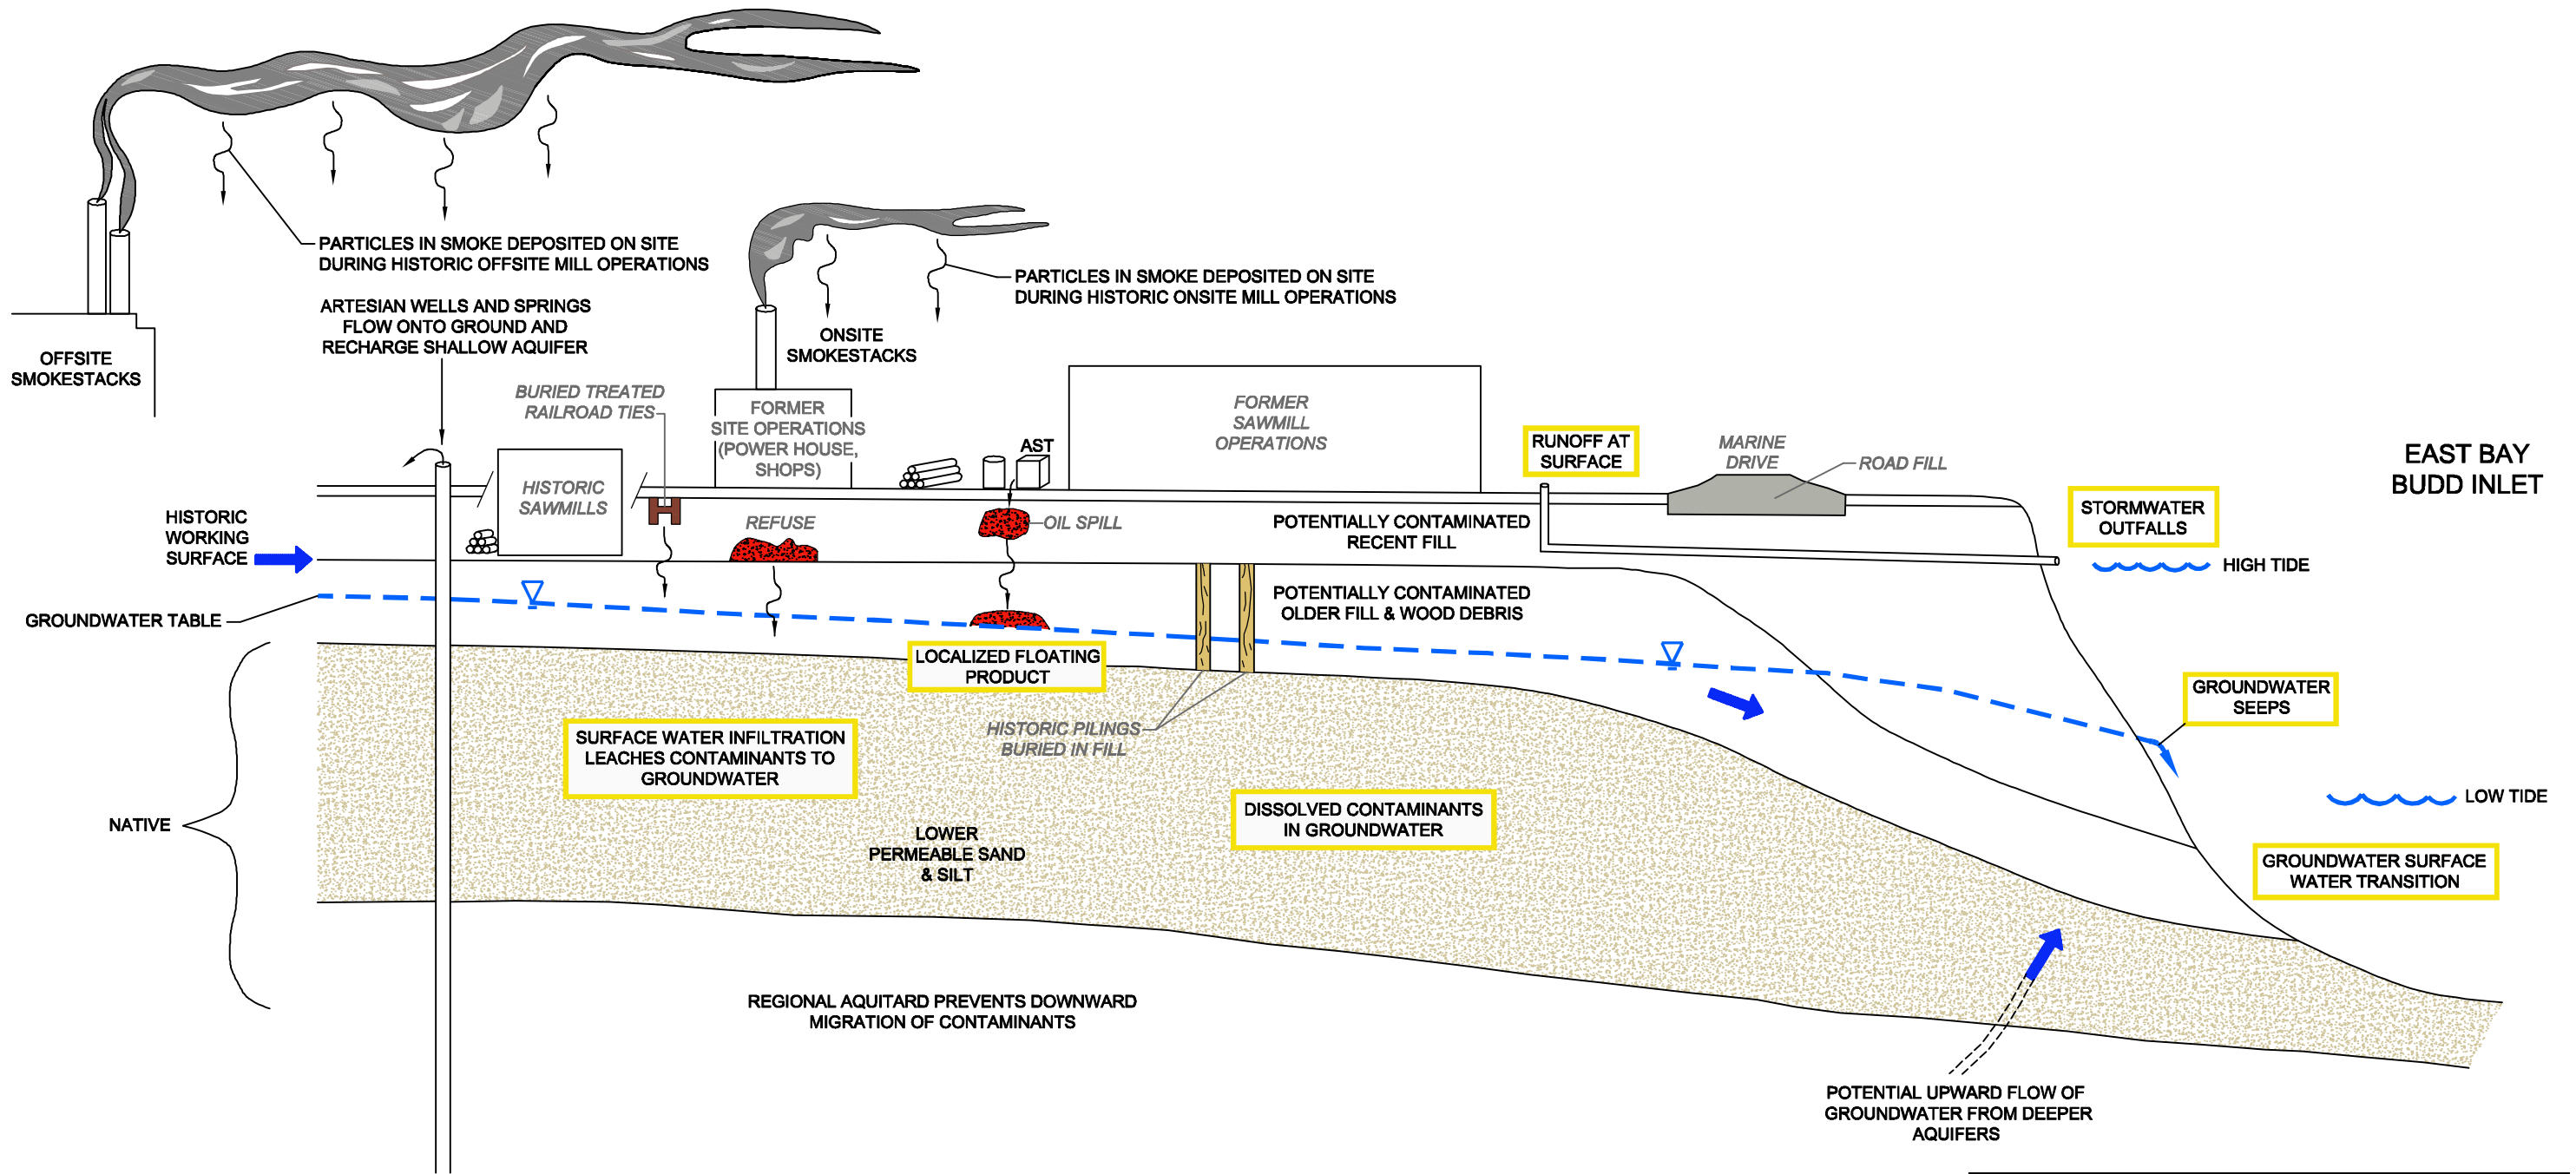 PARTICLES IN SMOKE DEPOSITED ON SITE
DURING HISTORIC OFFSITE MILL OPERATIONS
PARTICLES IN SMOKE DEPOSITED ON SITE
DURING HISTORIC ONSITE MILL OPERATIONS
ARTESIAN WELLS AND SPRINGS
FLOW ONTO GROUND AND
RECHARGE SHALLOW AQUIFER
OFFSITE
SMOKESTACKS
ONSITE
SMOKESTACKS
BURIED TREATED
RAILROAD TIES
FORMER
SITE OPERATIONS
(POWER HOUSE,
SHOPS)
AST
FORMER
SAWMILL
OPERATIONS
RUNOFF AT
SURFACE
MARINE
DRIVE
ROAD FILL
EAST BAY
BUDD INLET
HISTORIC
SAWMILLS
HISTORIC
WORKING
SURFACE
REFUSE
OIL SPILL
POTENTIALLY CONTAMINATED
RECENT FILL
STORMWATER
OUTFALLS
HIGH TIDE
GROUNDWATER TABLE
POTENTIALLY CONTAMINATED
OLDER FILL & WOOD DEBRIS
LOCALIZED FLOATING
PRODUCT
GROUNDWATER
SEEPS
HISTORIC PILINGS
BURIED IN FILL
SURFACE WATER INFILTRATION
LEACHES CONTAMINANTS TO
GROUNDWATER
DISSOLVED CONTAMINANTS
IN GROUNDWATER
LOW TIDE
NATIVE
LOWER
PERMEABLE SAND
& SILT
GROUNDWATER SURFACE
WATER TRANSITION
REGIONAL AQUITARD PREVENTS DOWNWARD
MIGRATION OF CONTAMINANTS
POTENTIAL UPWARD FLOW OF
GROUNDWATER FROM DEEPER
AQUIFERS